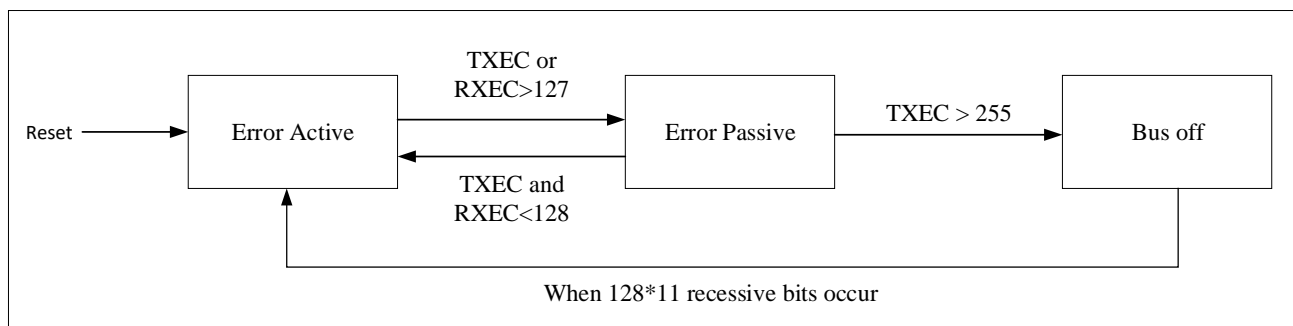 TXEC or
RXEC>127
Reset
Error Active
Error Passive
TXEC > 255
Bus off
TXEC and
RXEC<128
When 128*11 recessive bits occur